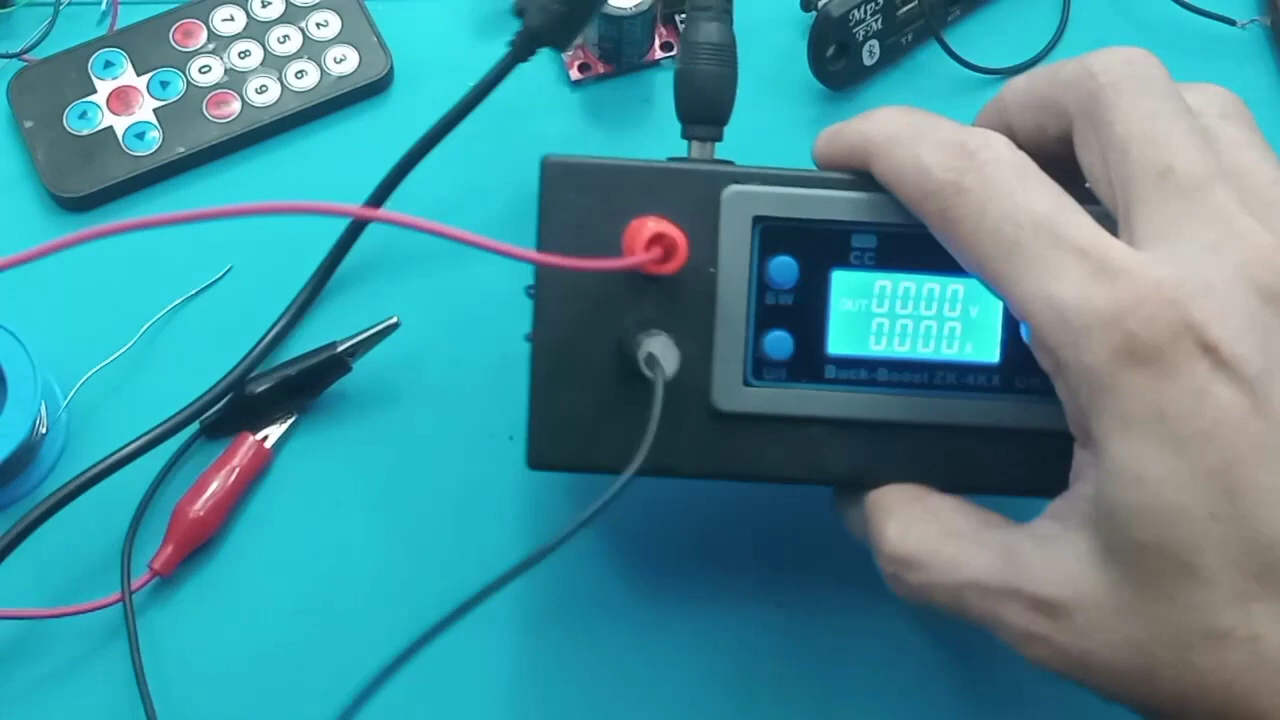 7
4
2
8
5
0
9
6
3
Mp3
FM
TF
CC
SW
OUT 00.00 V
0.000 A
Buck-Boost ZK-4KX